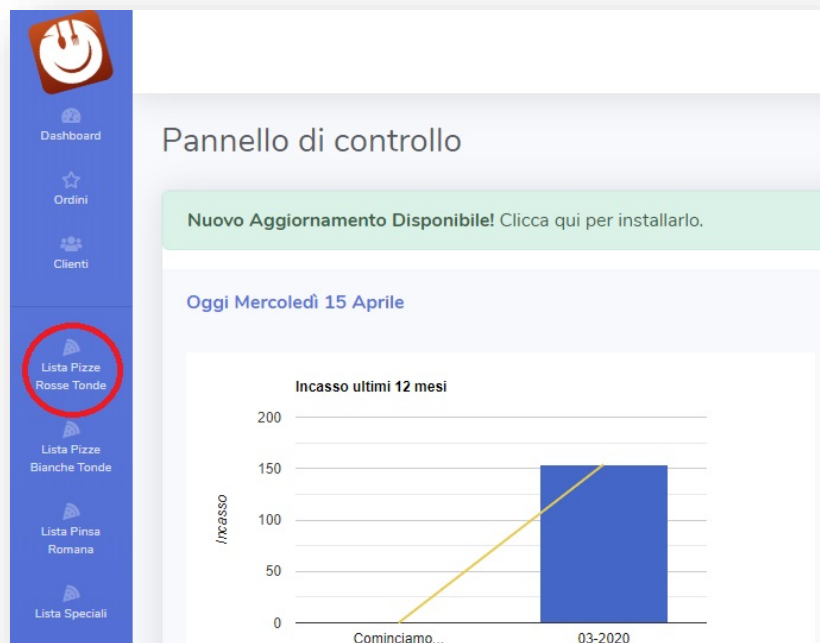 Dashboard
Ordini
Clienti
Lista Pizze
Rosse Tonde
Lista Pizze
Bianche Tonde
Lista Pinsa
Romana
Lista Speciali
Pannello di controllo
Nuovo Aggiornamento Disponibile! Clicca qui per installarlo.
Oggi Mercoledì 15 Aprile
Incasso ultimi 12 mesi
Incasso
200
150
100
50
0
Cominciamo... 03-2020